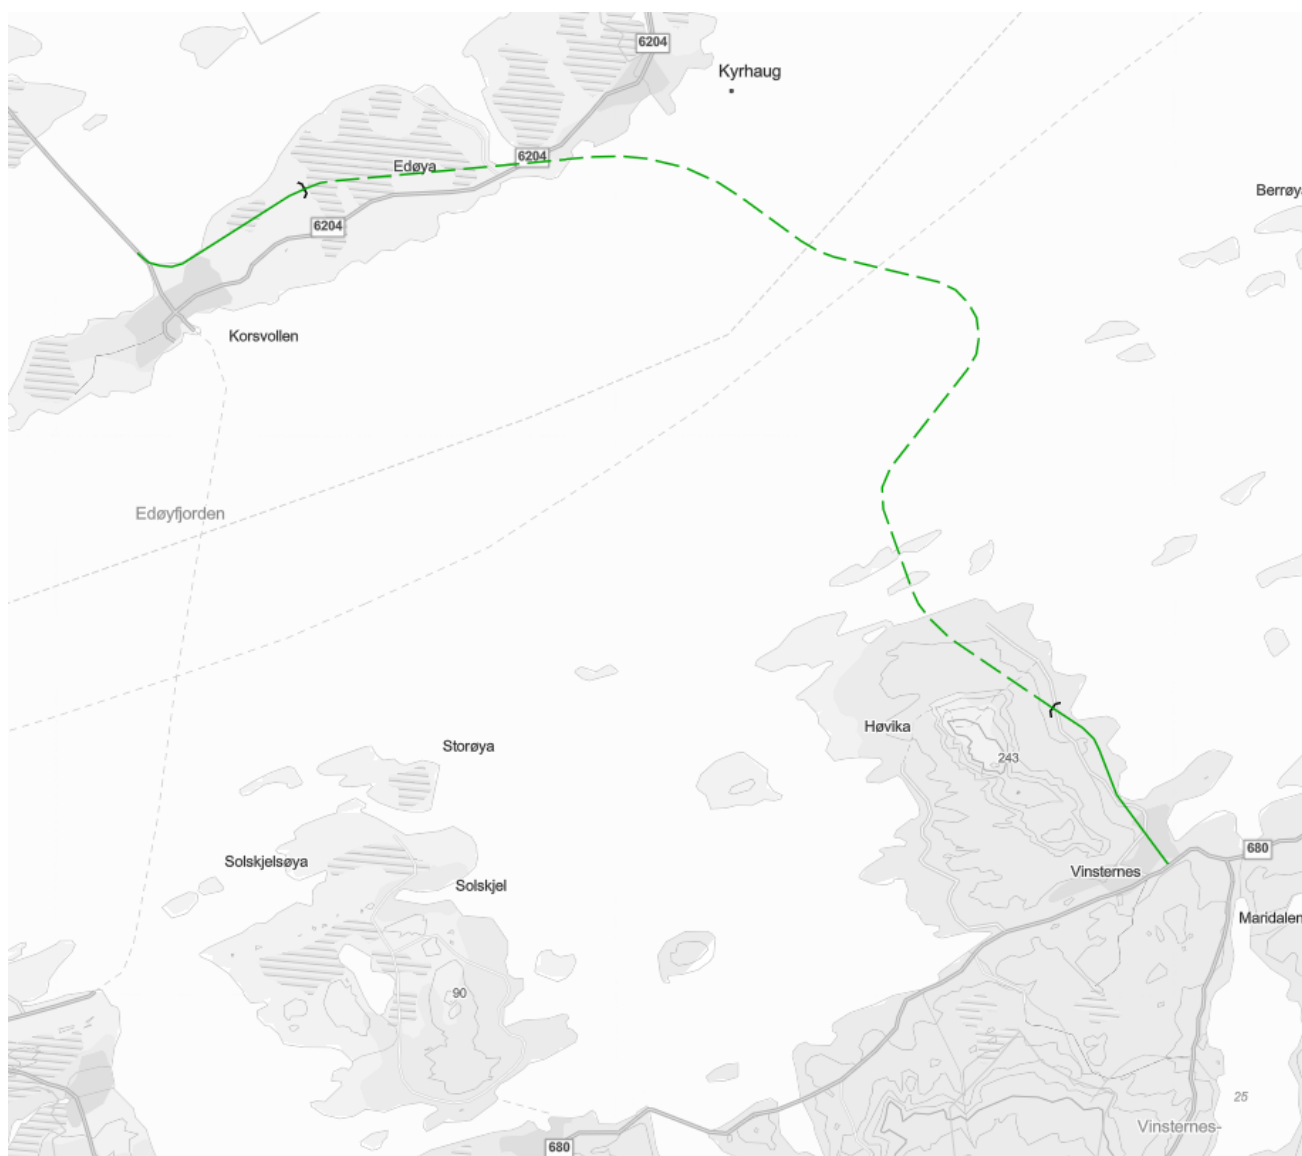 6204
Kyrhaug
6204
Edøya
Berrøy
6204
Korsvollen
Edøyfjorden
Høvika
Storøya
243
680
Solskjelsøya
Vinsternes
Solskjel
Maridalen
90
25
Vinsternes-
680